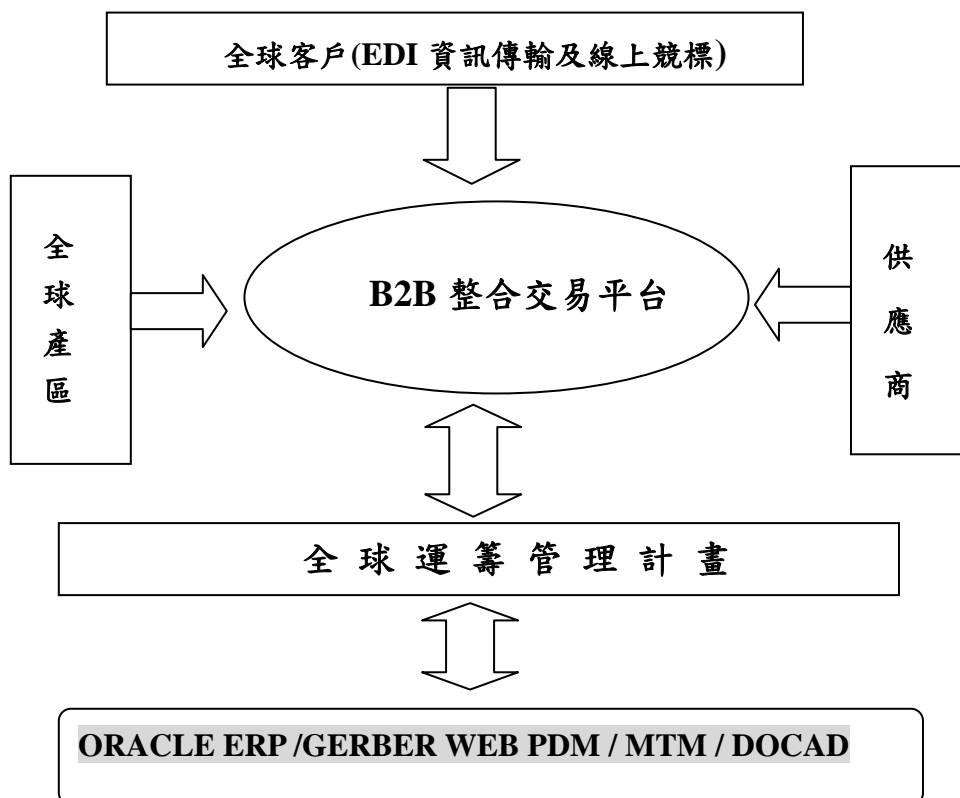 全球客戶(EDI 資訊傳輸及線上競標)
全球產區
B2B 整合交易平台
供應商
全 球 運 籌 管 理 計 畫
ORACLE ERP /GERBER WEB PDM / MTM / DOCAD